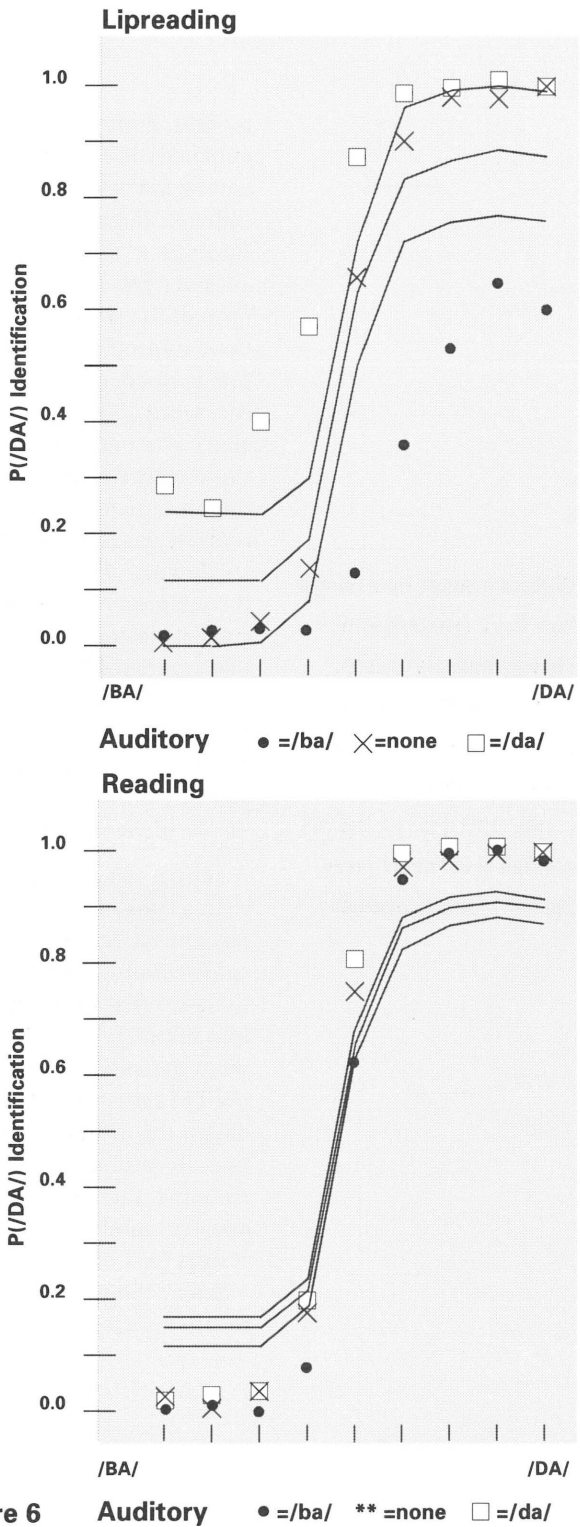 Lipreading
1.0
0.8
0.6
0.4
0.2
0.0
P(/DA/) Identification
/BA/ /DA/
Auditory ● =/ba/ ×=none □ =/da/
Reading
1.0
0.8
0.6
0.4
0.2
0.0
P(/DA/) Identification
/BA/ /DA/
re 6 Auditory ● =/ba/ ** =none □ =/da/